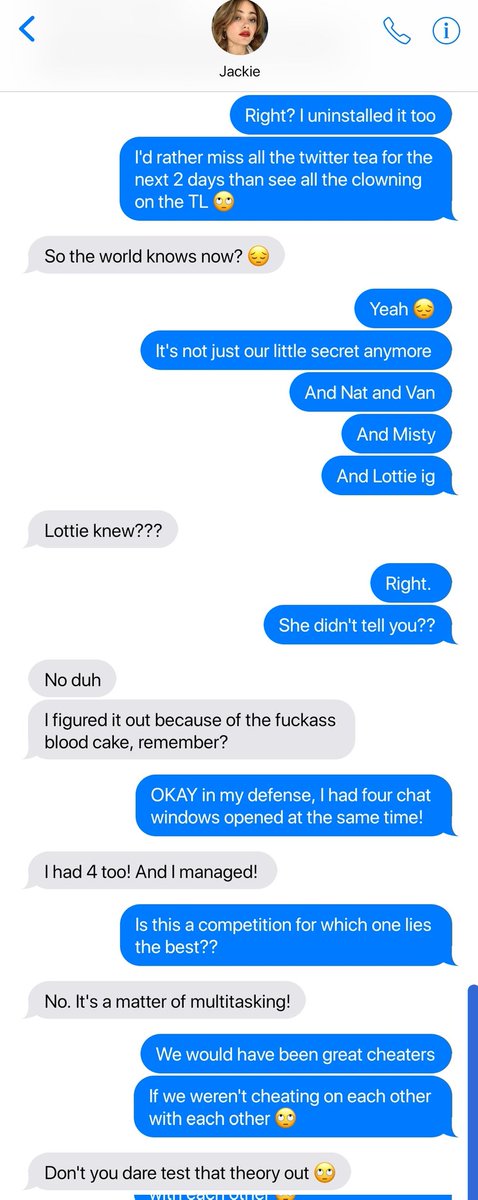 Jackie
Right? I uninstalled it too
I'd rather miss all the twitter tea for the
next 2 days than see all the clowning
on the TL 🙄
So the world knows now? 😔
Yeah 😔
It's not just our little secret anymore
And Nat and Van
And Misty
And Lottie ig
Lottie knew???
Right.
She didn't tell you??
No duh
I figured it out because of the fuckass
blood cake, remember?
OKAY in my defense, I had four chat
windows opened at the same time!
I had 4 too! And I managed!
Is this a competition for which one lies
the best??
No. It's a matter of multitasking!
We would have been great cheaters
If we weren't cheating on each other
with each other 🙄
Don't you dare test that theory out 🙄
with each other 🙄